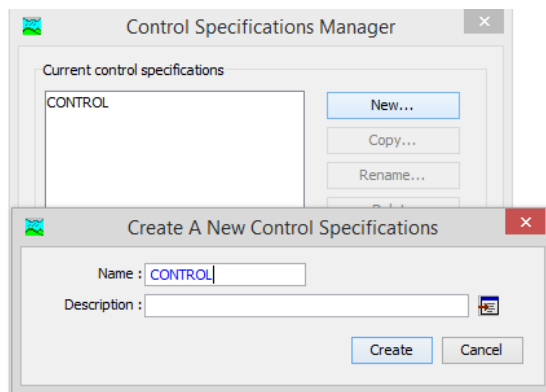 Control Specifications Manager
Current control specifications
CONTROL
New...
Copy...
Rename...
Create A New Control Specifications
Name : CONTROL
Description :
Create Cancel